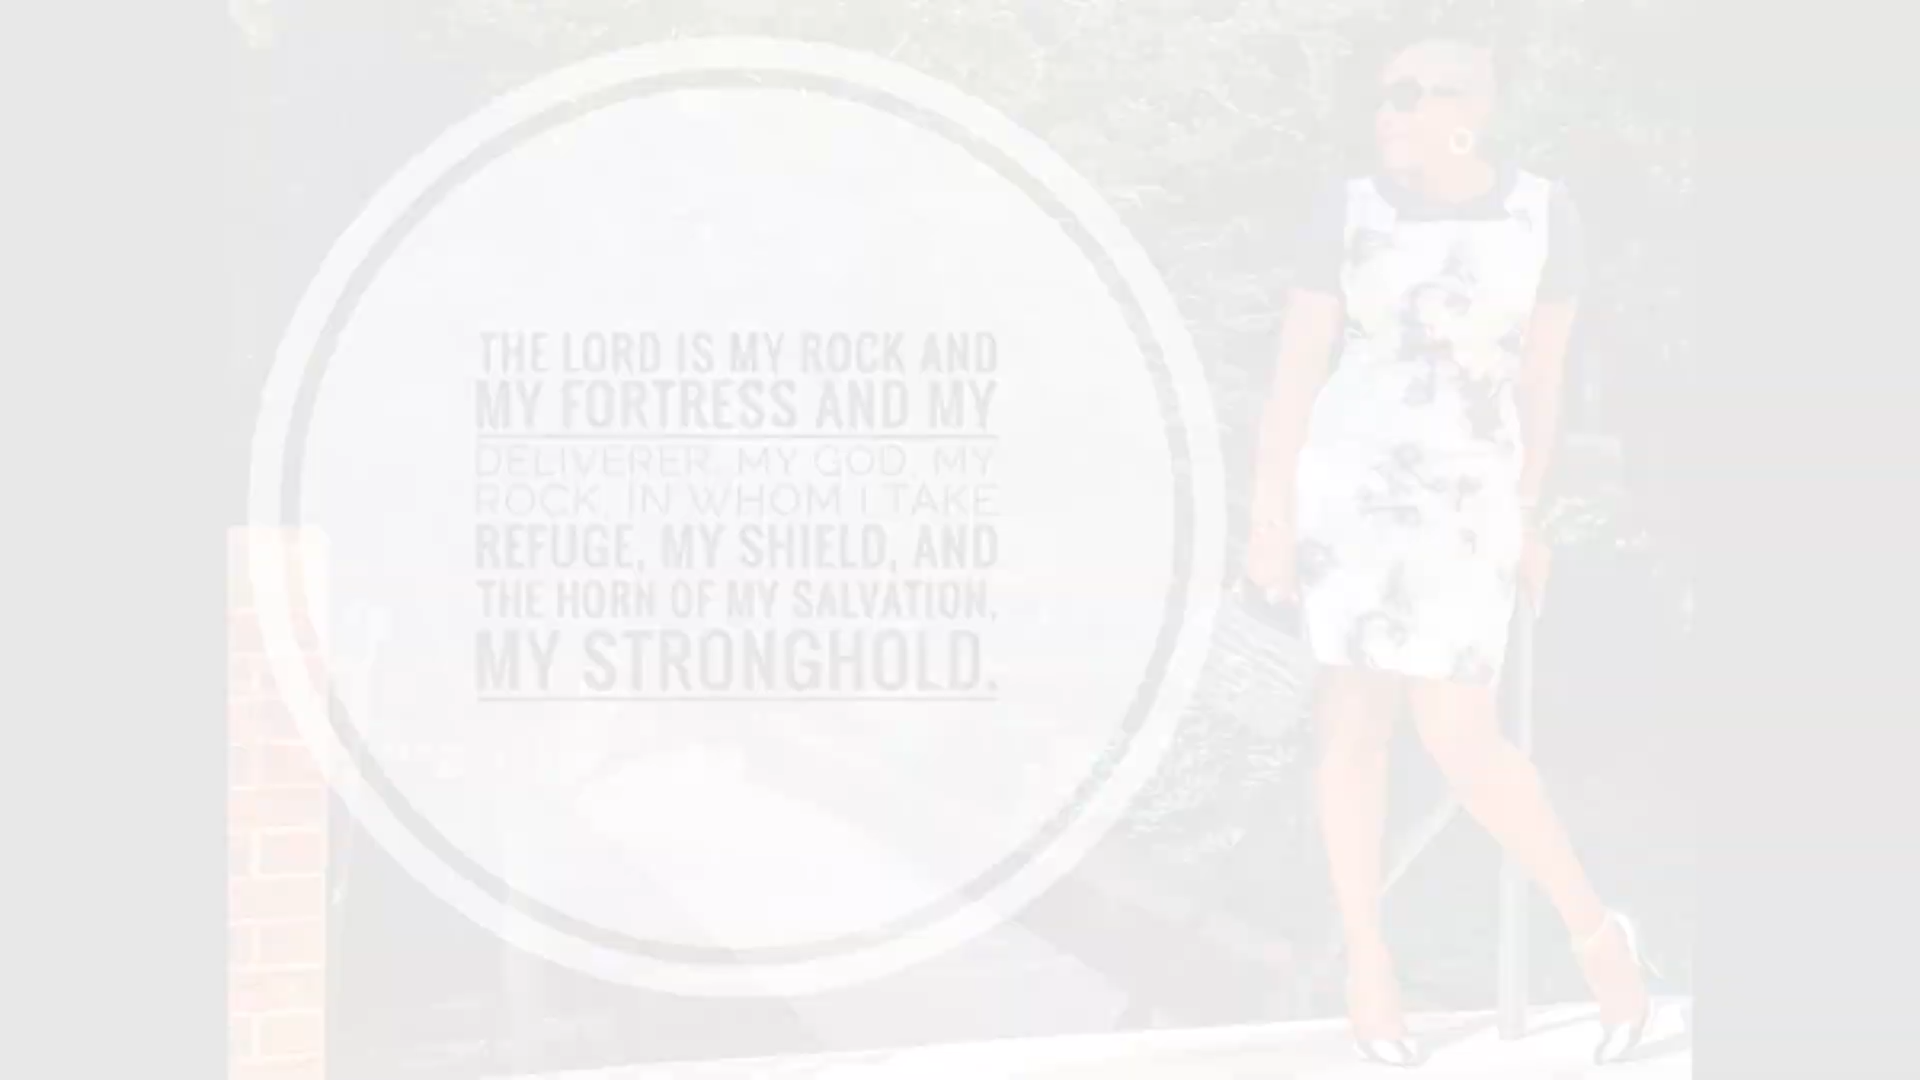 THE LORD IS MY ROCK AND
MY FORTRESS AND MY
DELIVERER, MY GOD, MY
ROCK, IN WHOM I TAKE
REFUGE, MY SHIELD, AND
THE HORN OF MY SALVATION,
MY STRONGHOLD.